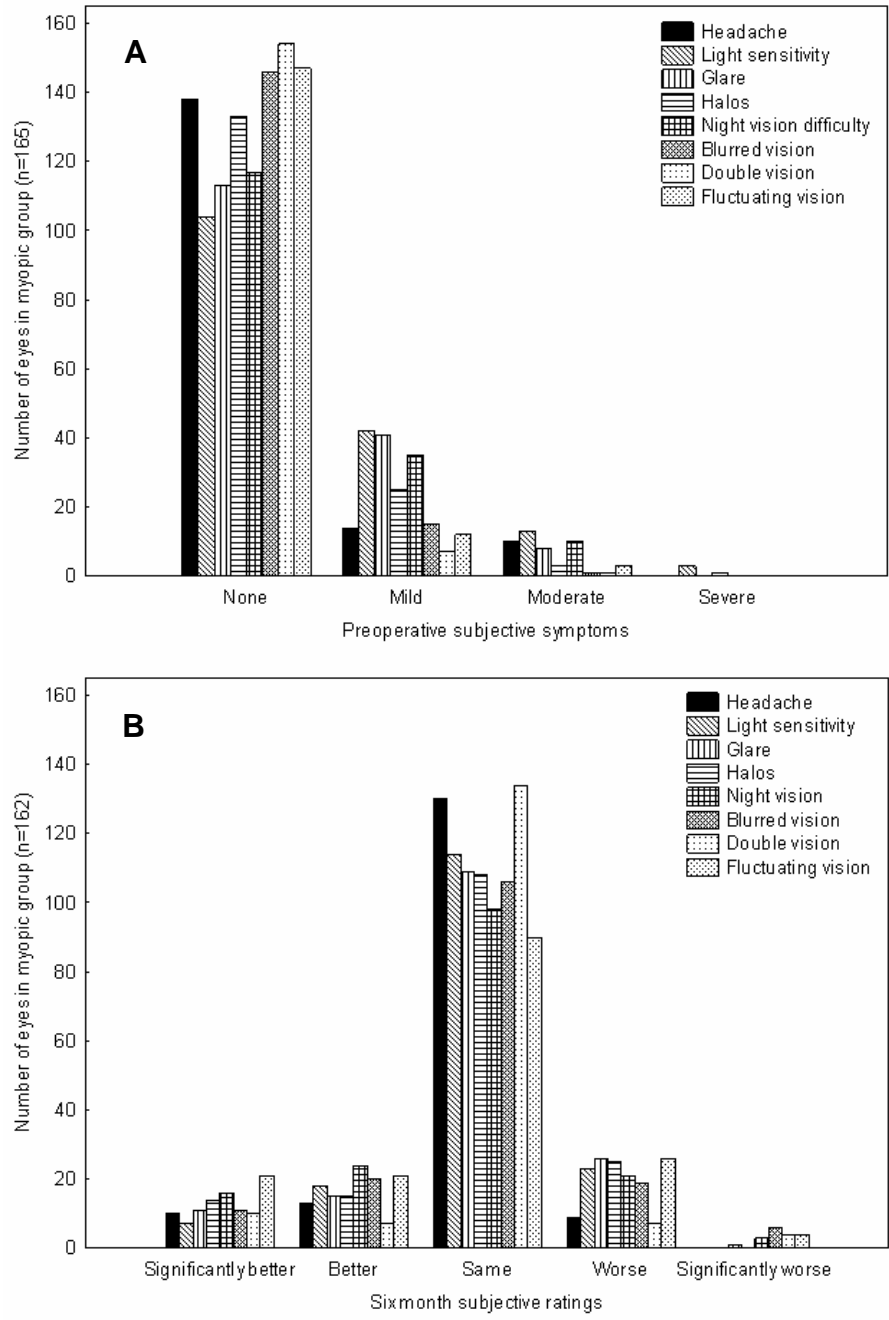 A
160
140
120
100
80
60
40
20
0
Number of eyes in myopic group (n=165)
Headache
Light sensitivity
Glare
Halos
Night vision difficulty
Blurred vision
Double vision
Fluctuating vision
None Mild Moderate Severe
Preoperative subjective symptoms
B
160
140
120
100
80
60
40
20
0
Number of eyes in myopic group (n=162)
Headache
Light sensitivity
Glare
Halos
Night vision
Blurred vision
Double vision
Fluctuating vision
Significantly better Better Same Worse Significantly worse
Six month subjective ratings